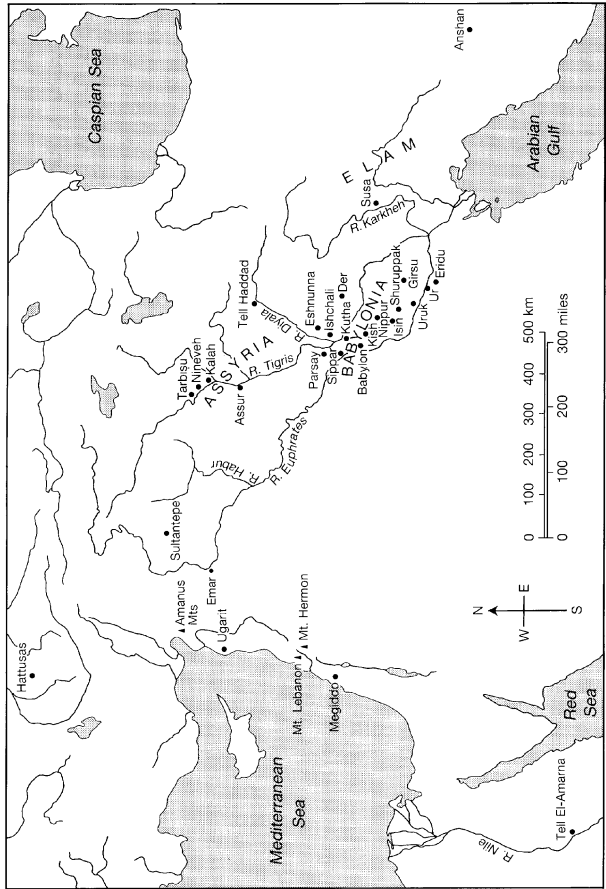 Hattusas
Caspian Sea
Tarbisu
Nineveh
Kalah
ASSYRIA
Assur
R. Tigris
R. Habur
R. Euphrates
Sultantepe
Emar
Amanus
Mts
Ugarit
Mt. Lebanon
Mt. Hermon
Megiddo
Mediterranean
Sea
Tell Haddad
R. Diyala
Eshnunna
Ishchali
Der
Parsay
Sippar
Kutha
BABYLONIA
Babylon
Kish
Nippur
Isin
Shuruppak
Girsu
Uruk
Ur
Eridu
Susa
R. Karkheh
ELAM
Anshan
Arabian
Gulf
N
W E
S
0 100 200 300 400 500 km
0 100 200 300 miles
R. Nile
Tell El-Amarna
Red
Sea